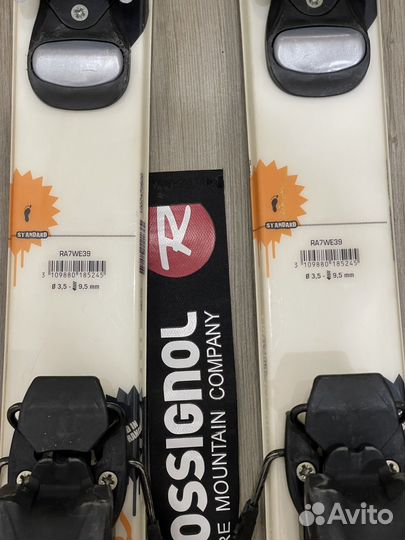 STANDARD
RA7WE39
3 109880 185245
Ø 3,5 - 9,5 mm
STANDARD
RA7WE39
3 109880 185245
Ø 3,5 - 9,5 mm
R
OSSIGNOL
RE MOUNTAIN COMPANY
Avito